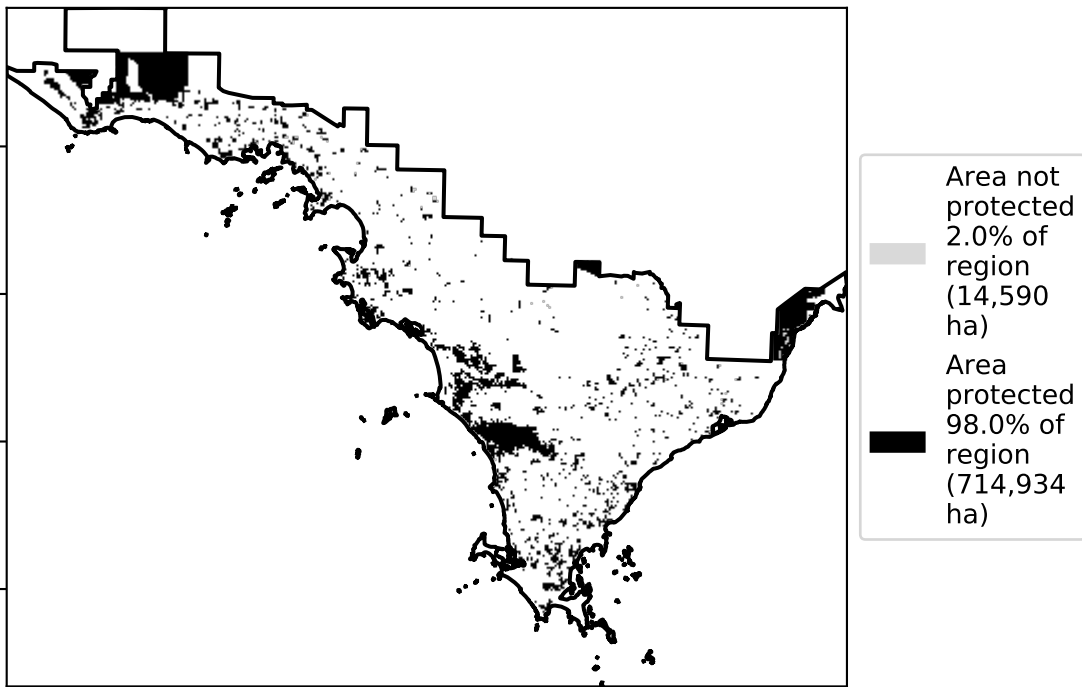 Area not
protected
2.0% of
region
(14,590
ha)
Area
protected
98.0% of
region
(714,934
ha)